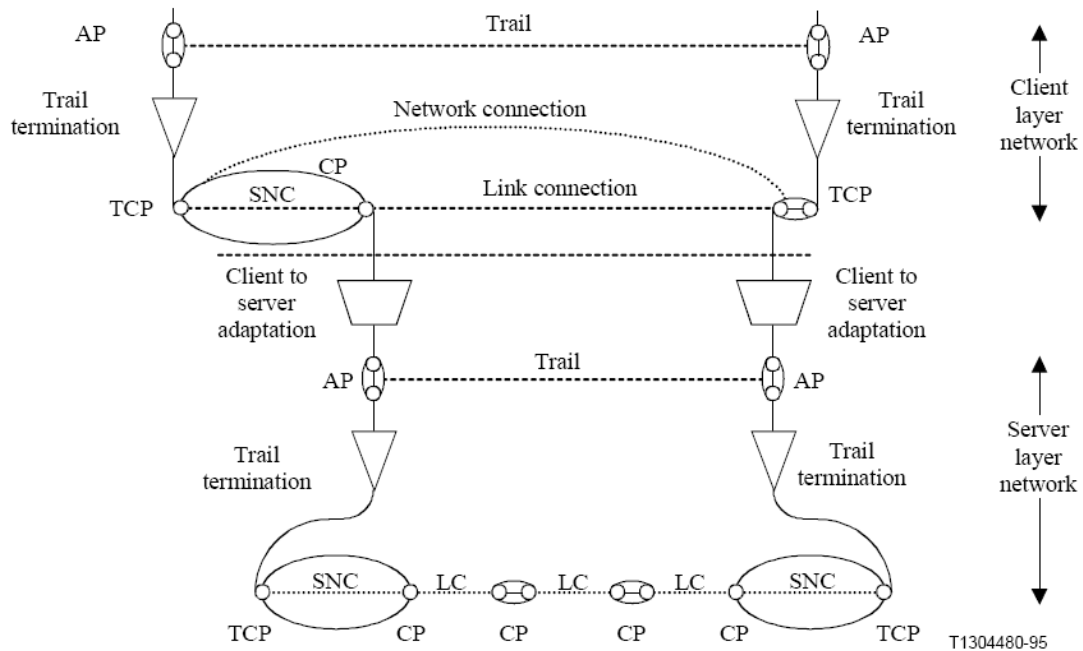 Trail
AP
AP
Trail
termination
Network connection
Trail
termination
Client
layer
network
CP
SNC
Link connection
TCP
TCP
Client to
server
adaptation
Client to
server
adaptation
Trail
AP
AP
Trail
termination
Trail
termination
Server
layer
network
SNC
LC
LC
LC
SNC
TCP
CP
CP
CP
CP
TCP
T1304480-95